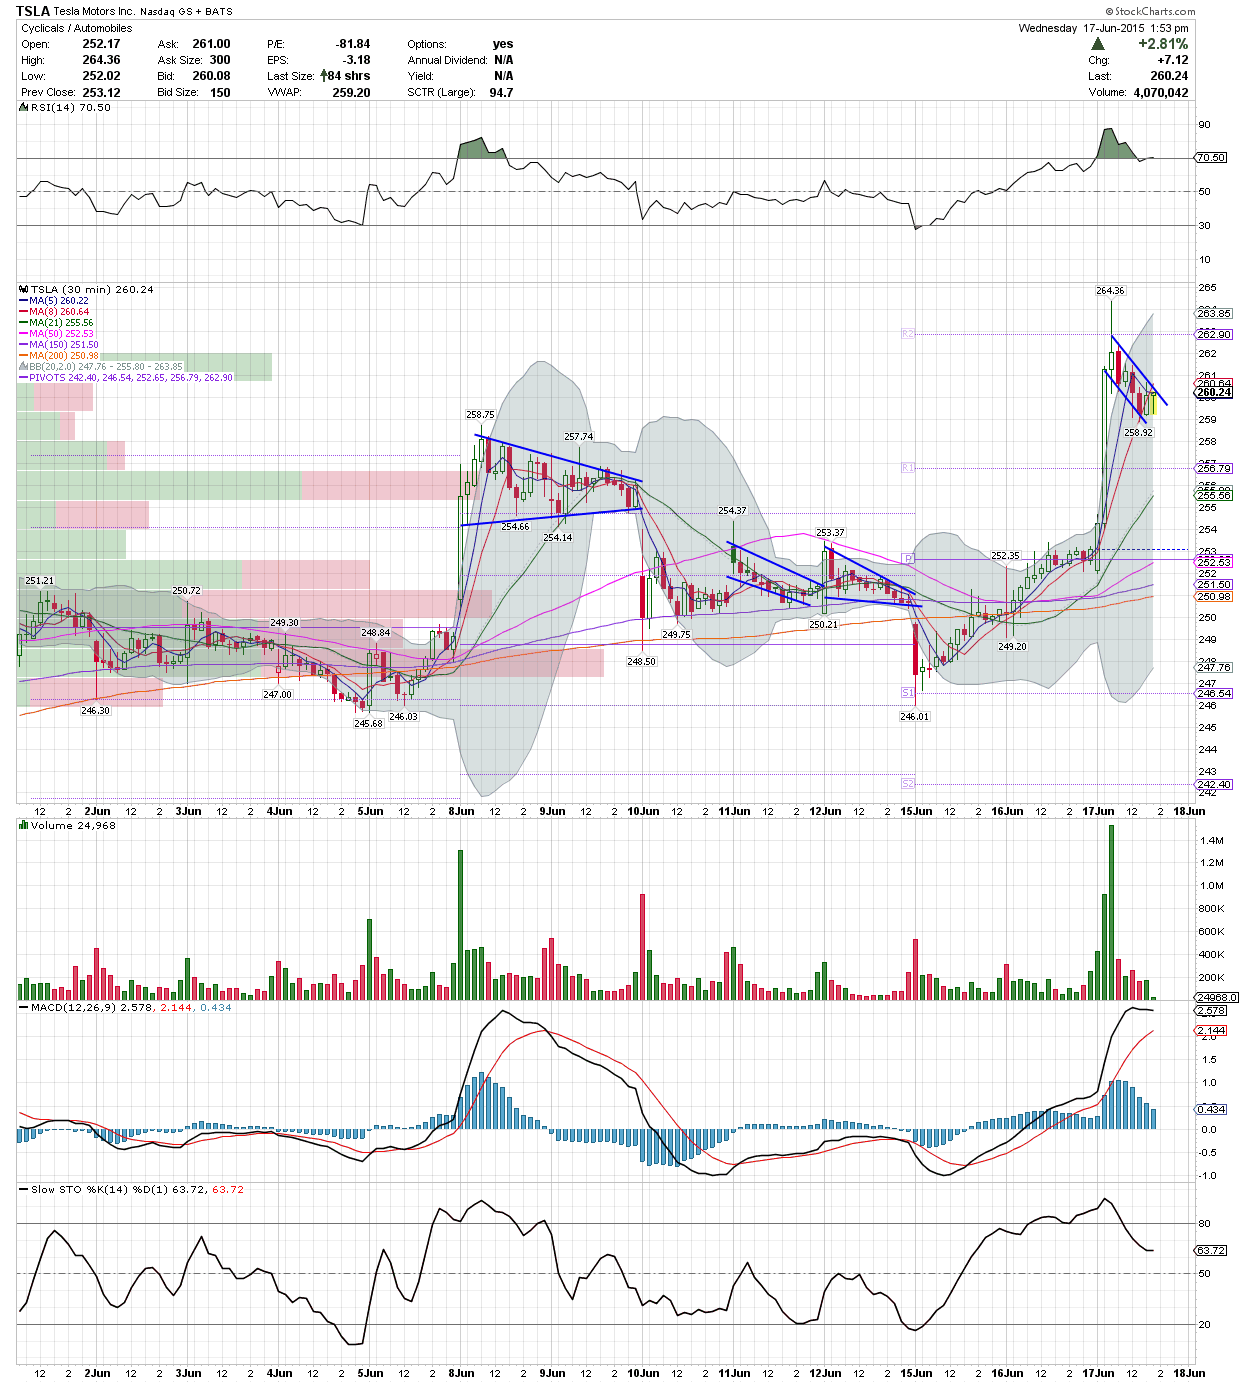 TSLA Tesla Motors Inc. Nasdaq GS + BATS
© StockCharts.com
Cyclicals / Automobiles
Wednesday 17-Jun-2015 1:53 pm
Open: 252.17 Ask: 261.00 P/E: -81.84 Options: yes
+2.81%
High: 264.36 Ask Size: 300 EPS: -3.18 Annual Dividend: N/A
Chg: +7.12
Low: 252.02 Bid: 260.08 Last Size: 84 shrs Yield: N/A
Last: 260.24
Prev Close: 253.12 Bid Size: 150 VWAP: 259.20 SCTR (Large): 94.7
Volume: 4,070,042
RSI(14) 70.50
90
70.50
50
30
10
TSLA (30 min) 260.24
MA(5) 260.22
MA(8) 260.64
MA(21) 255.56
MA(50) 252.53
MA(150) 251.50
MA(200) 250.98
BB(20,2.0) 247.76 - 255.80 - 263.85
PIVOTS 242.40, 246.54, 252.65, 256.79, 262.90
264.36
258.75
257.74
254.66
254.14
254.37
253.37
252.35
251.21
250.72
249.30
248.84
247.00
246.30
245.68
246.03
248.50
249.75
250.21
246.01
249.20
258.92
R2
R1
P
S1
S2
265
263.85
262.90
262
261
260.64
260.24
259
258
257
256.79
255.56
255
254
253
252.53
252
251.50
250.98
250
249
248
247.76
247
246.54
246
245
244
243
242.40
242
12 2 2Jun 12 2 3Jun 12 2 4Jun 12 2 5Jun 12 2 8Jun 12 2 9Jun 12 2 10Jun 12 2 11Jun 12 2 12Jun 12 2 15Jun 12 2 16Jun 12 2 17Jun 12 2 18Jun
Volume 24,968
1.4M
1.2M
1.0M
800K
600K
400K
200K
24968.0
MACD(12,26,9) 2.578, 2.144, 0.434
2.578
2.144
2.0
1.5
1.0
0.434
0.0
-0.5
-1.0
Slow STO %K(14) %D(1) 63.72, 63.72
80
63.72
50
20
12 2 2Jun 12 2 3Jun 12 2 4Jun 12 2 5Jun 12 2 8Jun 12 2 9Jun 12 2 10Jun 12 2 11Jun 12 2 12Jun 12 2 15Jun 12 2 16Jun 12 2 17Jun 12 2 18Jun